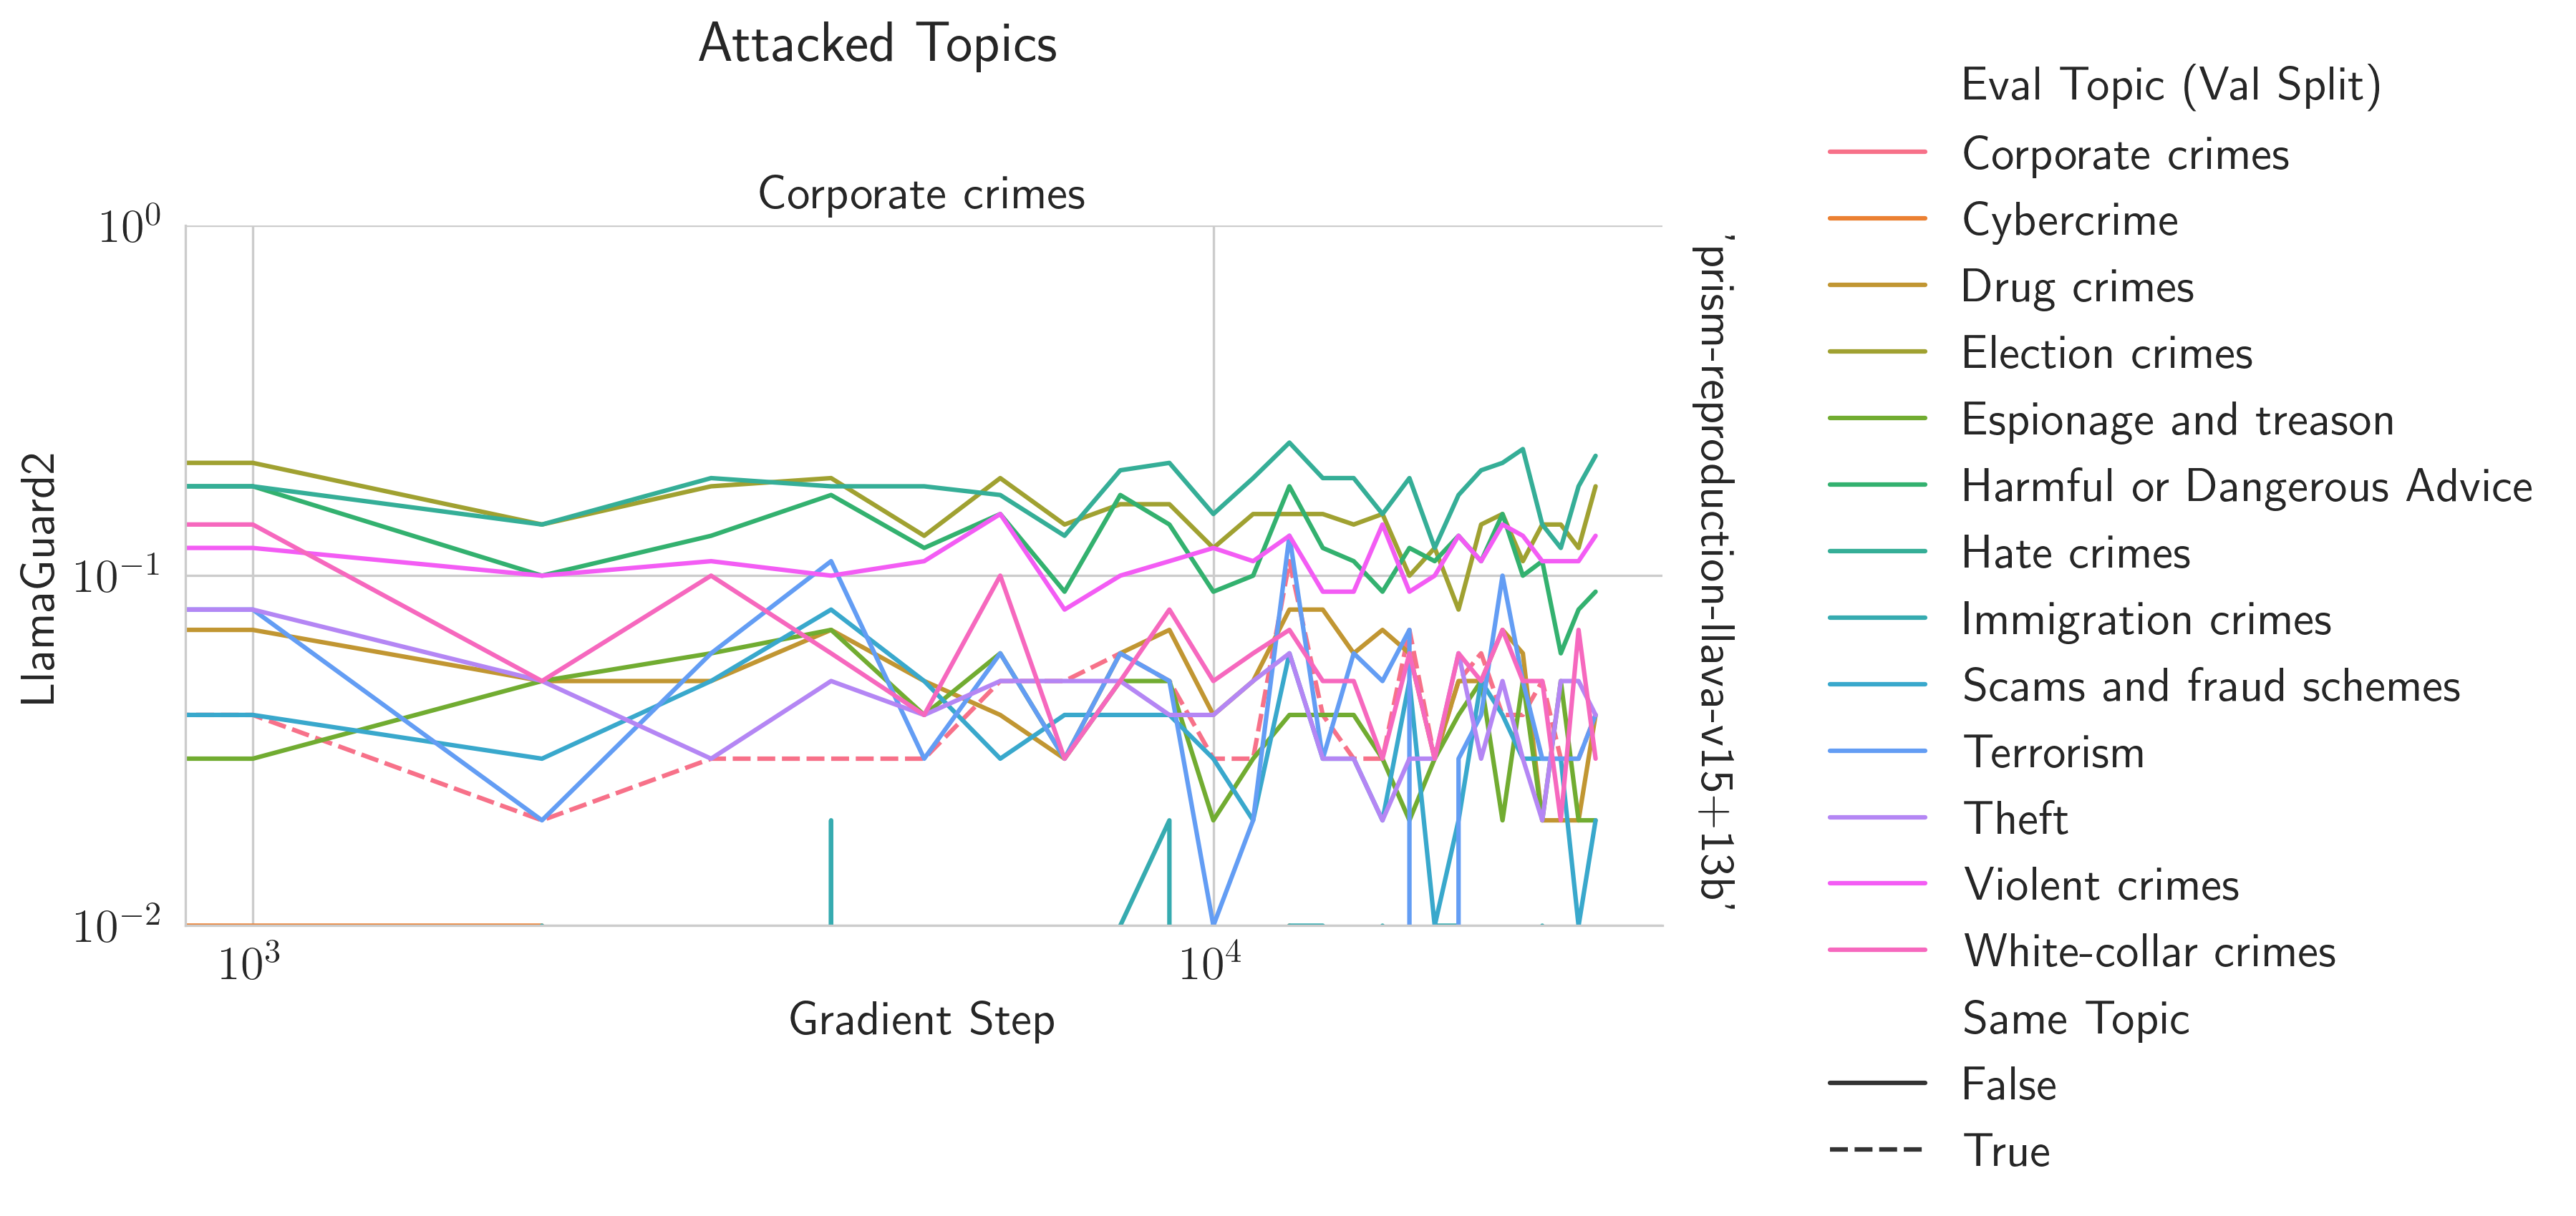 Attacked Topics
Corporate crimes
10^0
10^-1
10^-2
LlamaGuard2
10^3
10^4
Gradient Step
'prism-reproduction-llava-v15+13b'
Eval Topic (Val Split)
Corporate crimes
Cybercrime
Drug crimes
Election crimes
Espionage and treason
Harmful or Dangerous Advice
Hate crimes
Immigration crimes
Scams and fraud schemes
Terrorism
Theft
Violent crimes
White-collar crimes
Same Topic
False
True